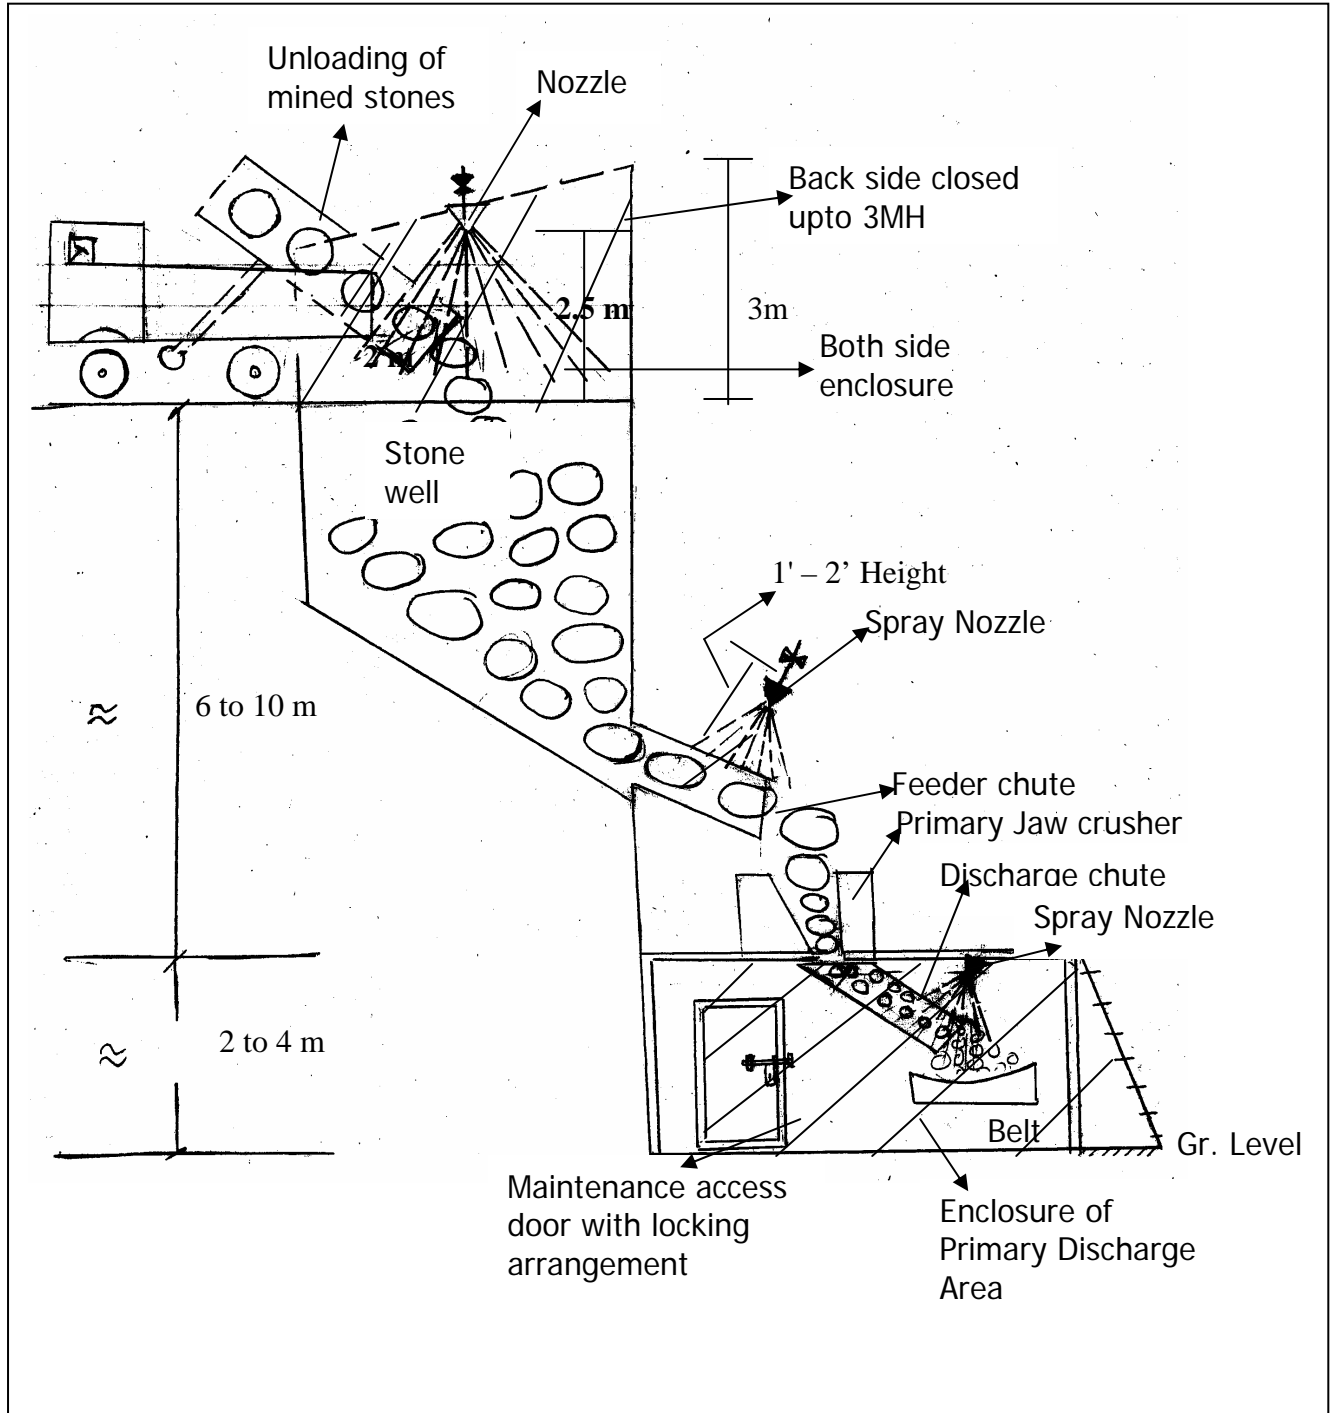 Unloading of
mined stones
Nozzle
Back side closed
upto 3MH
2.5 m
3m
Both side
enclosure
2 m
Stone
well
1' – 2’ Height
Spray Nozzle
6 to 10 m
Feeder chute
Primary Jaw crusher
Discharge chute
Spray Nozzle
2 to 4 m
Belt
Gr. Level
Maintenance access
door with locking
arrangement
Enclosure of
Primary Discharge
Area